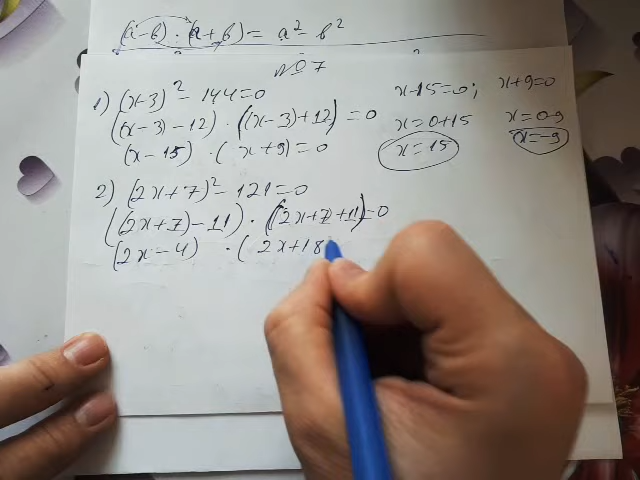 (a-b) · (a+b) = a² - b²
№7
1) (x-3)² - 144=0
((x-3)-12) · ((x-3)+12) = 0
(x-15) · (x+9)=0
x-15=0; x+9=0
x=0+15 x=0-9
x=15 x=-9
2) (2x+7)² - 121=0
((2x+7)-11) · (2x+7+11)=0
(2x-4) · (2x+18